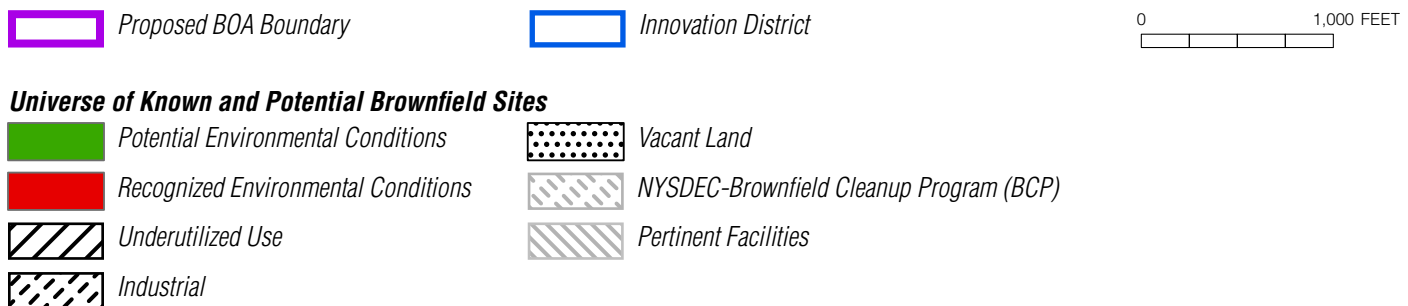 Proposed BOA Boundary
Innovation District
0 1,000 FEET
Universe of Known and Potential Brownfield Sites
Potential Environmental Conditions
Vacant Land
Recognized Environmental Conditions
NYSDEC-Brownfield Cleanup Program (BCP)
Underutilized Use
Pertinent Facilities
Industrial